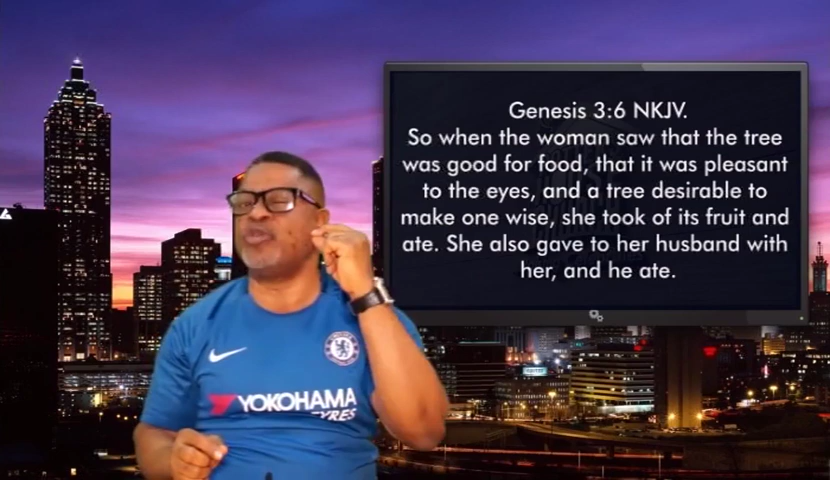 Genesis 3:6 NKJV.
So when the woman saw that the tree
was good for food, that it was pleasant
to the eyes, and a tree desirable to
make one wise, she took of its fruit and
ate. She also gave to her husband with
her, and he ate.
YOKOHAMA
TYRES